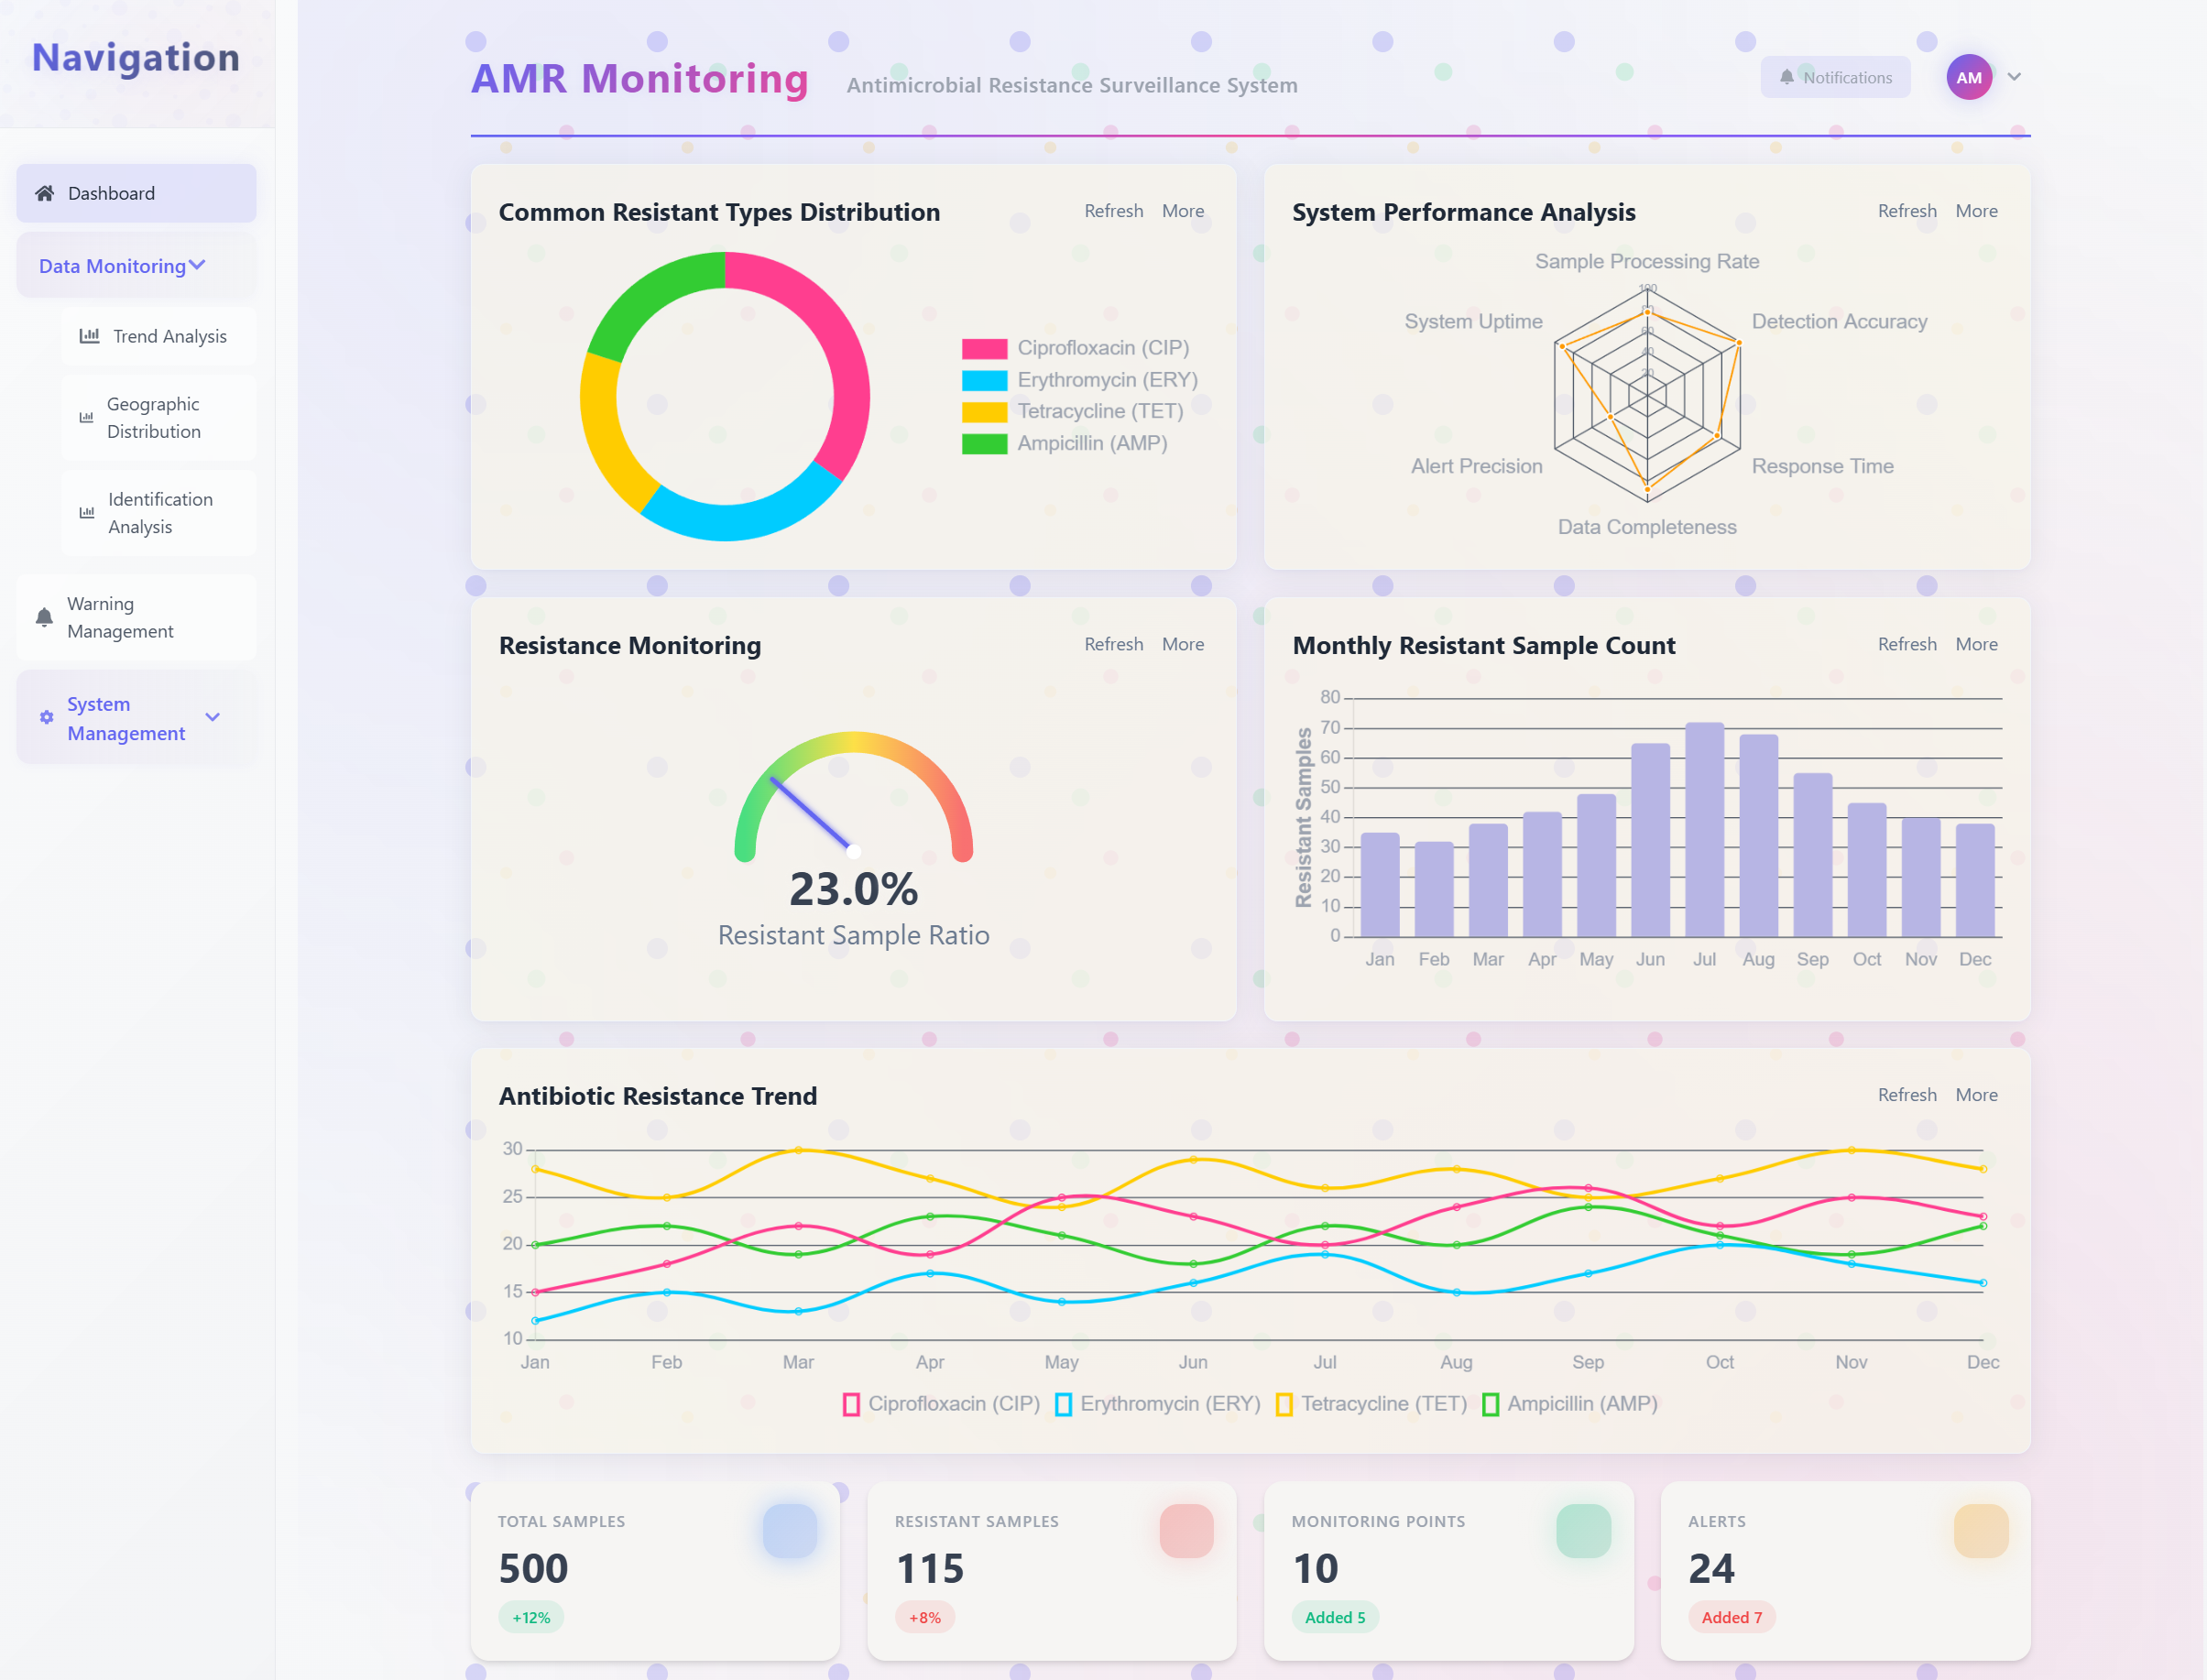 Navigation
Dashboard
Data Monitoring
Trend Analysis
Geographic
Distribution
Identification
Analysis
Warning
Management
System
Management
AMR Monitoring
Antimicrobial Resistance Surveillance System
Notifications
AM
Common Resistant Types Distribution
Refresh More
Ciprofloxacin (CIP)
Erythromycin (ERY)
Tetracycline (TET)
Ampicillin (AMP)
System Performance Analysis
Refresh More
Sample Processing Rate
System Uptime
Detection Accuracy
100
80
60
40
20
Alert Precision
Response Time
Data Completeness
Resistance Monitoring
Refresh More
23.0%
Resistant Sample Ratio
Monthly Resistant Sample Count
Refresh More
Resistant Samples
80
70
60
50
40
30
20
10
0
Jan Feb Mar Apr May Jun Jul Aug Sep Oct Nov Dec
Antibiotic Resistance Trend
Refresh More
30
25
20
15
10
Jan Feb Mar Apr May Jun Jul Aug Sep Oct Nov Dec
Ciprofloxacin (CIP) Erythromycin (ERY) Tetracycline (TET) Ampicillin (AMP)
TOTAL SAMPLES
500
+12%
RESISTANT SAMPLES
115
+8%
MONITORING POINTS
10
Added 5
ALERTS
24
Added 7